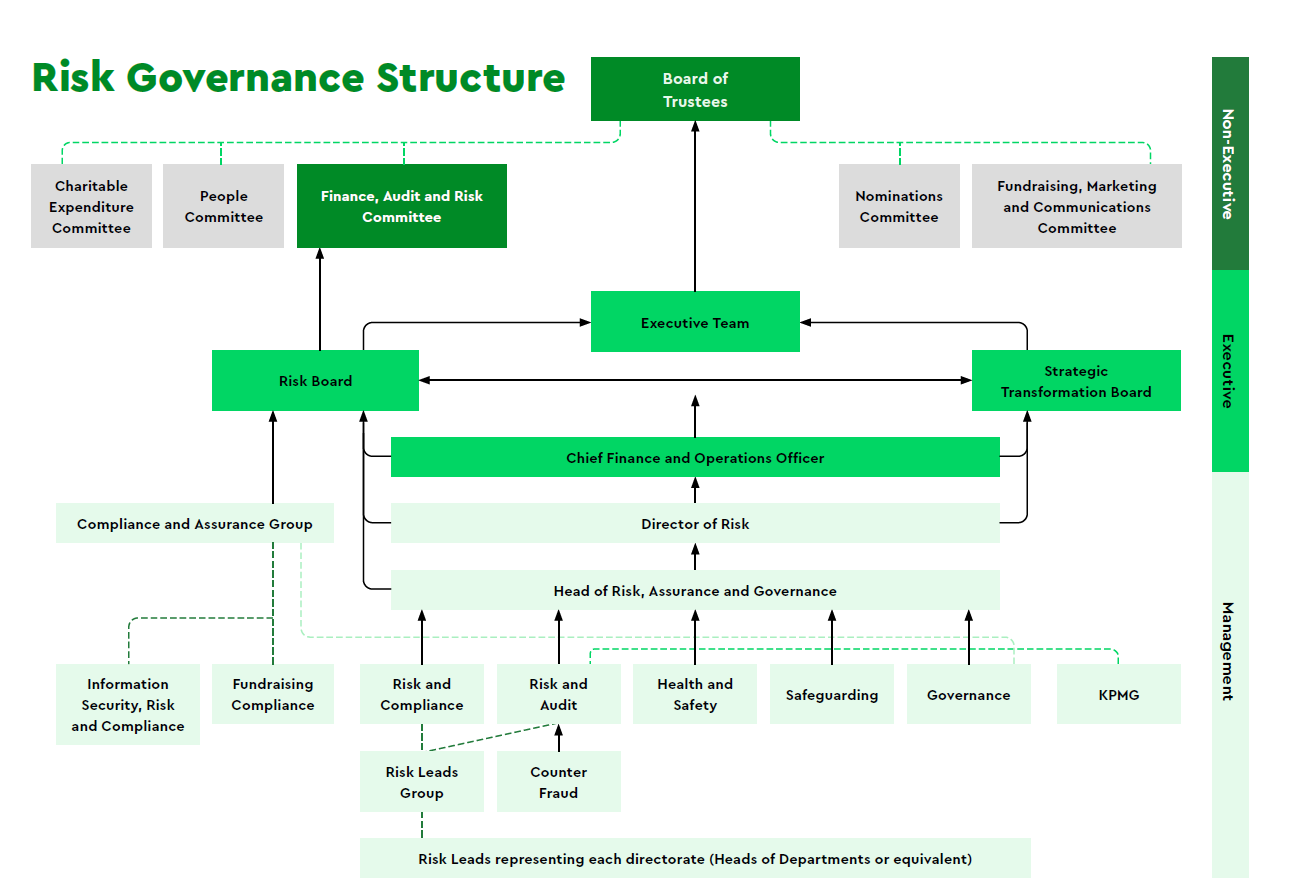 Risk Governance Structure
Board of
Trustees
Non-Executive
Charitable
Expenditure
Committee
People
Committee
Finance, Audit and Risk
Committee
Nominations
Committee
Fundraising, Marketing
and Communications
Committee
Executive Team
Executive
Risk Board
Strategic
Transformation Board
Chief Finance and Operations Officer
Compliance and Assurance Group
Director of Risk
Head of Risk, Assurance and Governance
Management
Information
Security, Risk
and Compliance
Fundraising
Compliance
Risk and
Compliance
Risk and
Audit
Health and
Safety
Safeguarding
Governance
KPMG
Risk Leads
Group
Counter
Fraud
Risk Leads representing each directorate (Heads of Departments or equivalent)